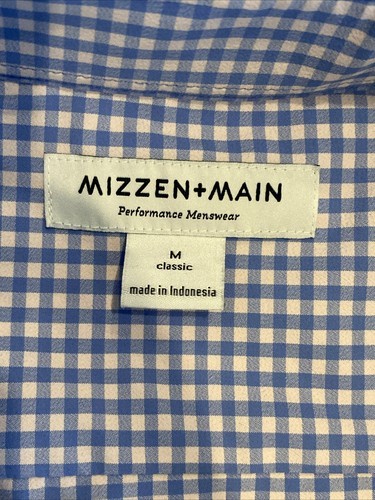 MIZZEN+MAIN
Performance Menswear
M
classic
made in Indonesia